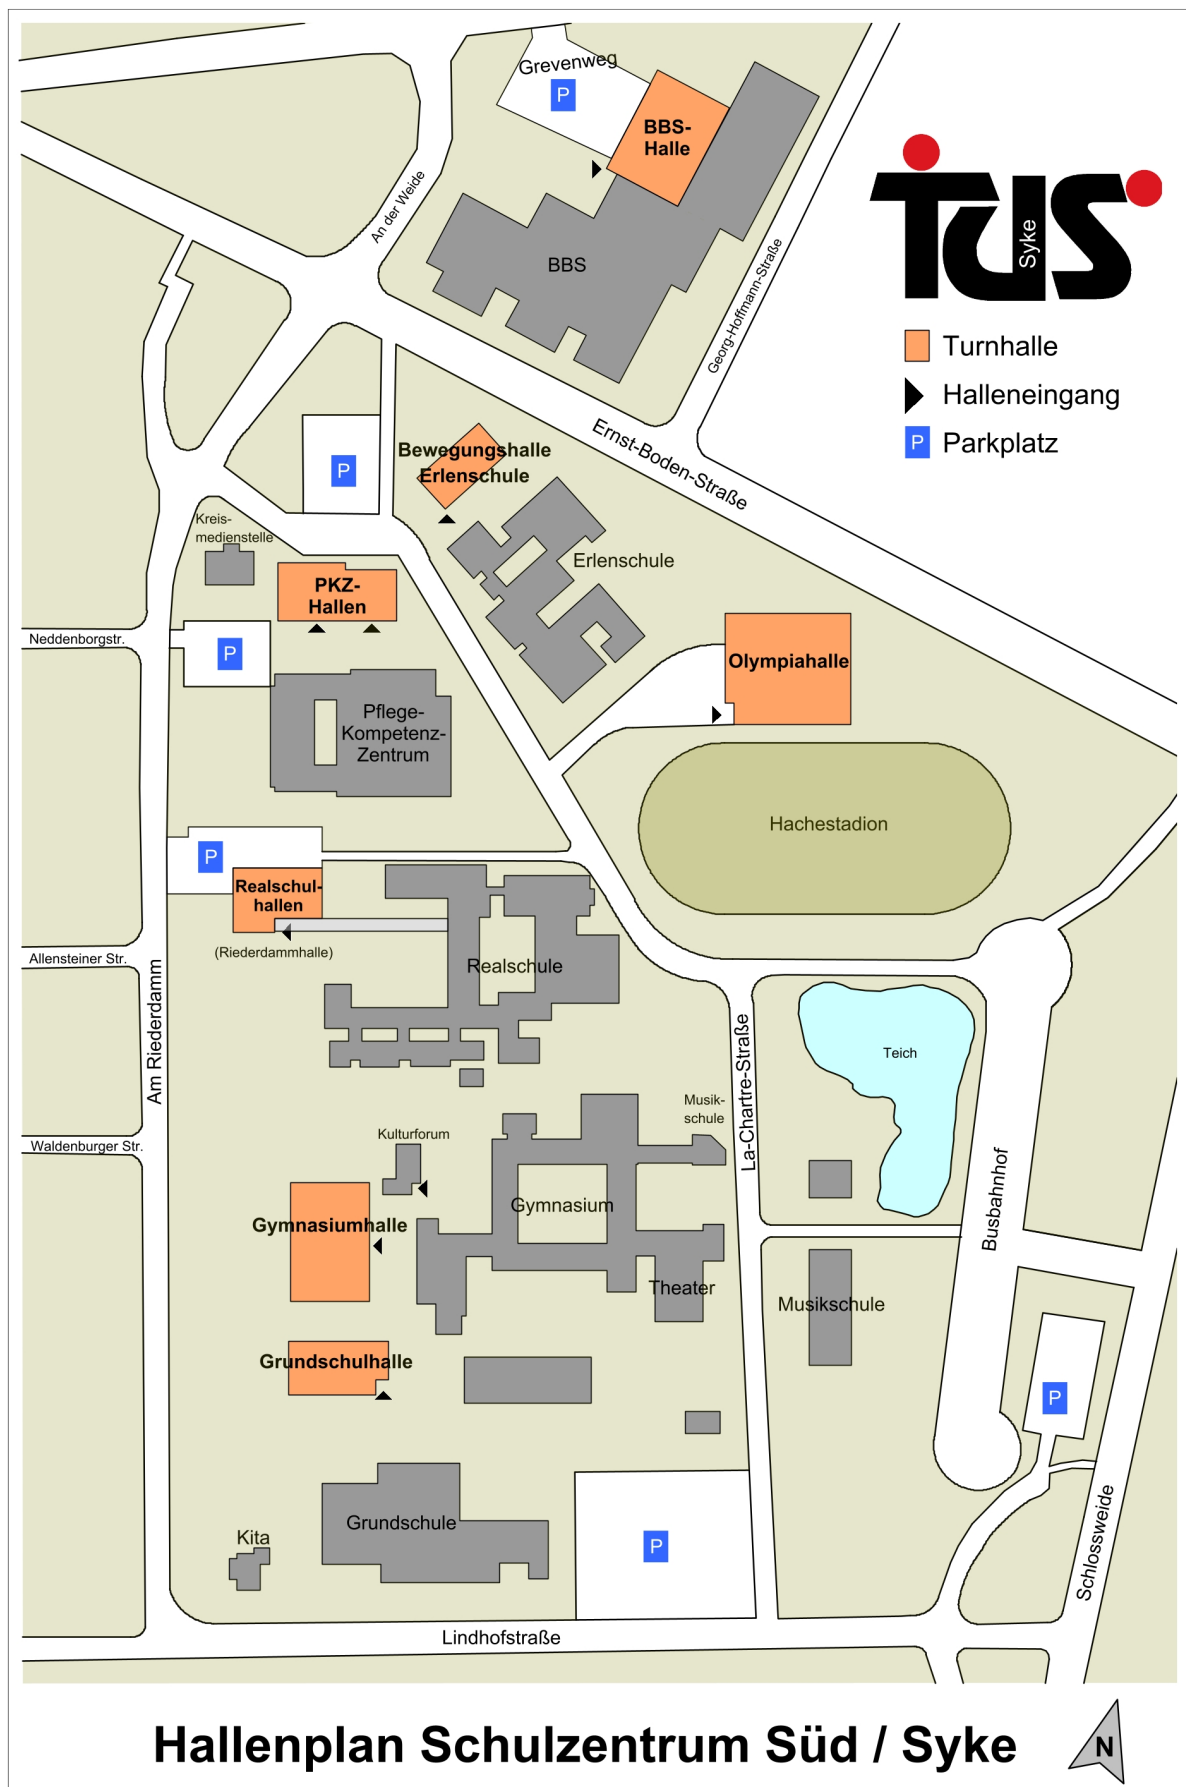 Grevenweg
P
BBS-
Halle
An der Weide
BBS
Georg-Hoffmann-Straße
TUS
Syke
Turnhalle
Halleneingang
P Parkplatz
Ernst-Boden-Straße
P
Bewegungshalle
Erlenschule
Kreis-
medienstelle
Erlenschule
PKZ-
Hallen
Neddenborgstr.
P
Olympiahalle
Pflege-
Kompetenz-
Zentrum
Hachestadion
P
Realschul-
hallen
(Riederdammhalle)
Allensteiner Str.
Realschule
Am Riederdamm
La-Chartre-Straße
Teich
Musik-
schule
Kulturforum
Waldenburger Str.
Gymnasium
Gymnasiumhalle
Busbahnhof
Theater
Musikschule
Grundschulhalle
P
Grundschule
Kita
P
Schlossweide
Lindhofstraße
Hallenplan Schulzentrum Süd / Syke
N